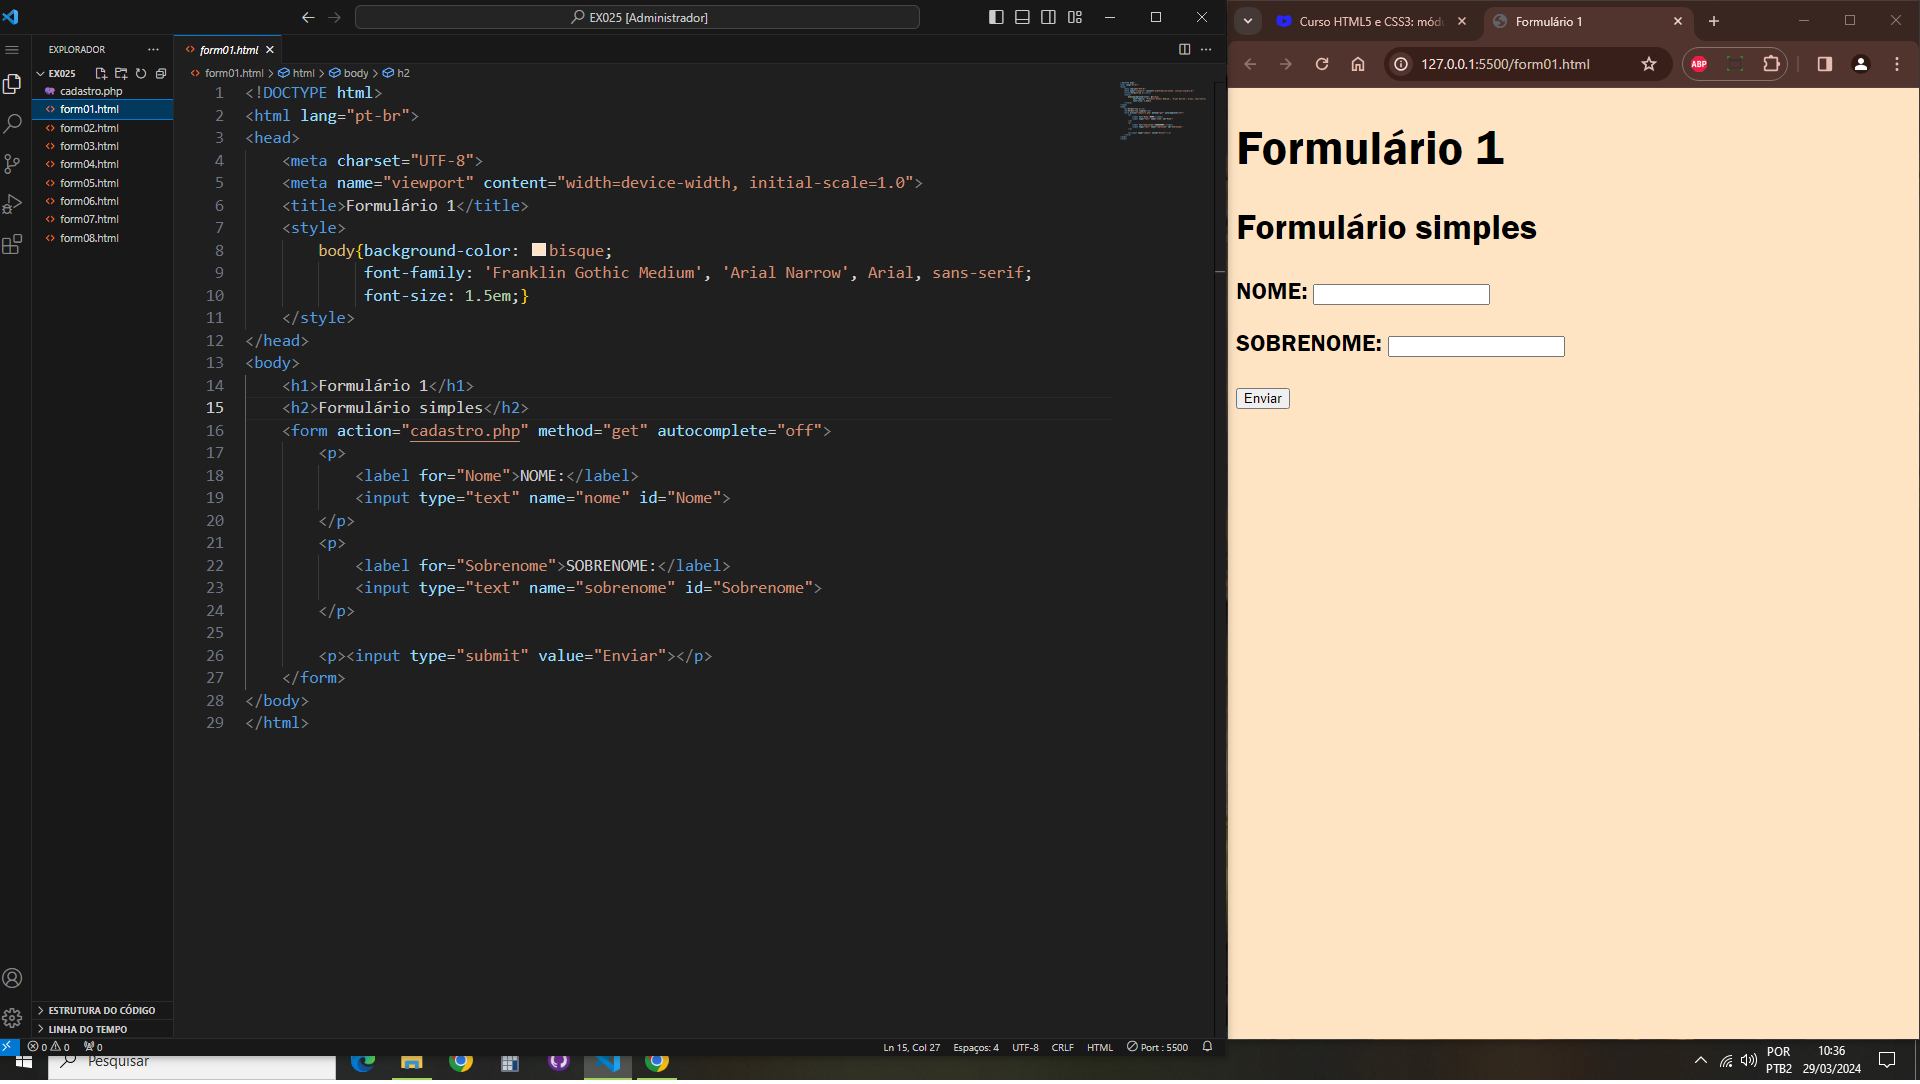 EX025 [Administrador]
EXPLORADOR
EX025
cadastro.php
form01.html
form02.html
form03.html
form04.html
form05.html
form06.html
form07.html
form08.html
ESTRUTURA DO CÓDIGO
LINHA DO TEMPO
form01.html
form01.html > html > body > h2
1 <!DOCTYPE html>
2 <html lang="pt-br">
3 <head>
4 <meta charset="UTF-8">
5 <meta name="viewport" content="width=device-width, initial-scale=1.0">
6 <title>Formulário 1</title>
7 <style>
8 body{background-color: bisque;
9 font-family: 'Franklin Gothic Medium', 'Arial Narrow', Arial, sans-serif;
10 font-size: 1.5em;}
11 </style>
12 </head>
13 <body>
14 <h1>Formulário 1</h1>
15 <h2>Formulário simples</h2>
16 <form action="cadastro.php" method="get" autocomplete="off">
17 <p>
18 <label for="Nome">NOME:</label>
19 <input type="text" name="nome" id="Nome">
20 </p>
21 <p>
22 <label for="Sobrenome">SOBRENOME:</label>
23 <input type="text" name="sobrenome" id="Sobrenome">
24 </p>
25
26 <p><input type="submit" value="Enviar"></p>
27 </form>
28 </body>
29 </html>
0 0 0
Ln 15, Col 27 Espaços: 4 UTF-8 CRLF HTML Port : 5500
Curso HTML5 e CSS3: mód
Formulário 1
127.0.0.1:5500/form01.html
ABP
Formulário 1
Formulário simples
NOME:
SOBRENOME:
Enviar
Pesquisar
POR
PTB2
10:36
29/03/2024